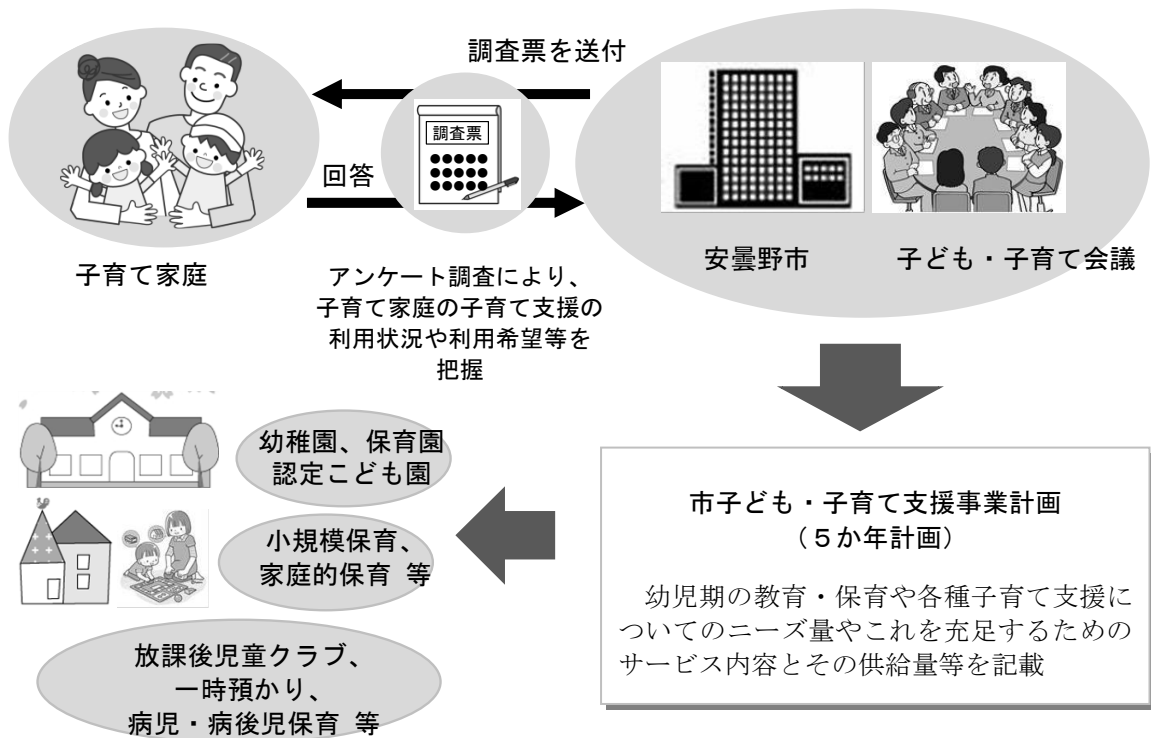 調査票を送付
調査票
回答
子育て家庭
アンケート調査により、
子育て家庭の子育て支援の
利用状況や利用希望等を
把握
安曇野市
子ども・子育て会議
市子ども・子育て支援事業計画
(5か年計画)
幼児期の教育・保育や各種子育て支援に
ついてのニーズ量やこれを充足するための
サービス内容とその供給量等を記載
幼稚園、保育園
認定こども園
小規模保育、
家庭的保育 等
放課後児童クラブ、
一時預かり、
病児・病後児保育 等